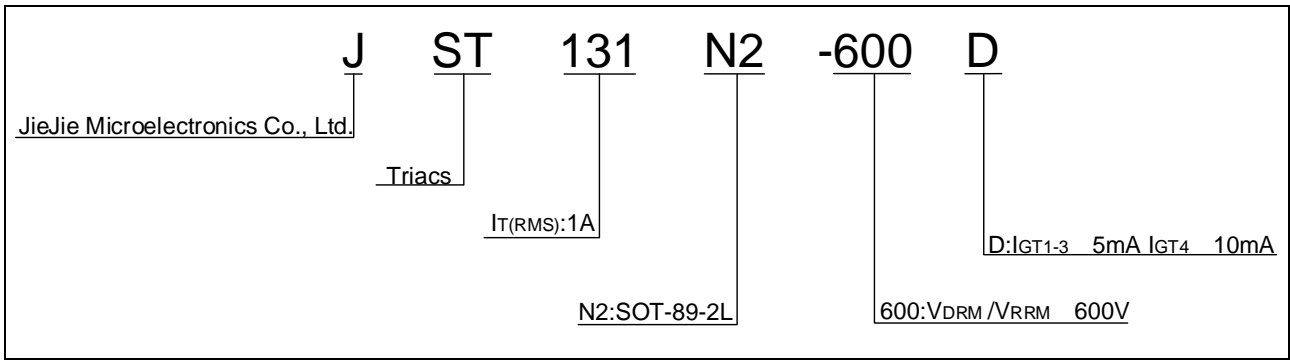 J ST 131 N2 -600 D
JieJie Microelectronics Co., Ltd.
Triacs
IT(RMS):1A
D:IGT1-3 5mA IGT4 10mA
N2:SOT-89-2L
600:VDRM /VRRM 600V